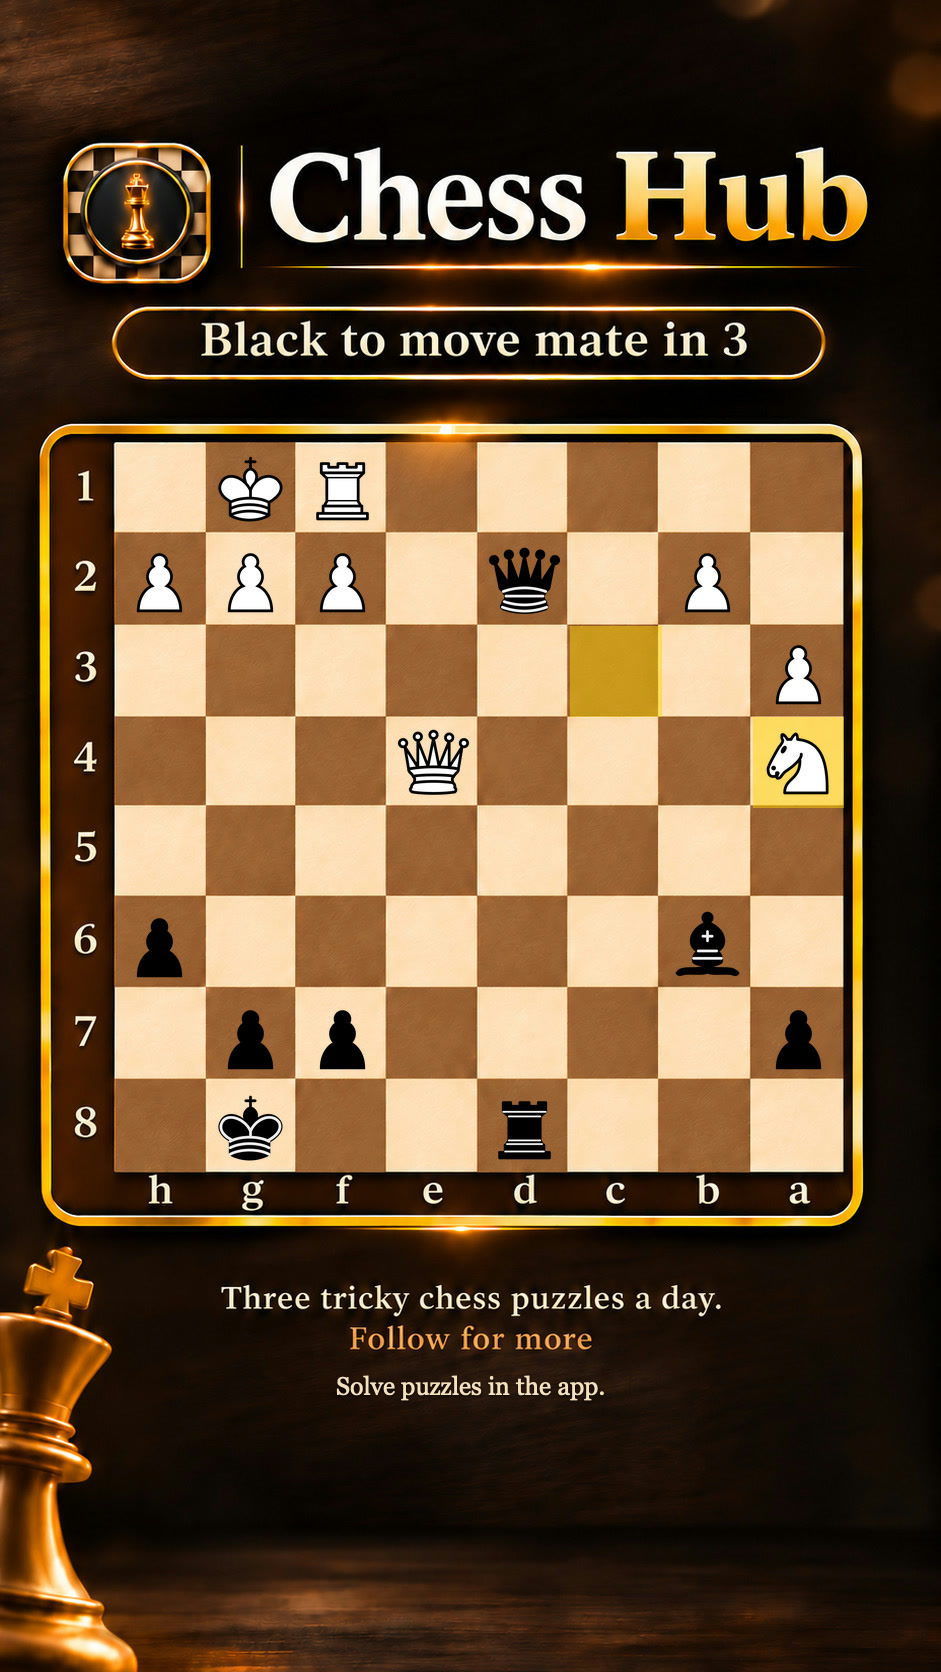 Chess Hub
Black to move mate in 3
1
2
3
4
5
6
7
8
h g f e d c b a
Three tricky chess puzzles a day.
Follow for more
Solve puzzles in the app.